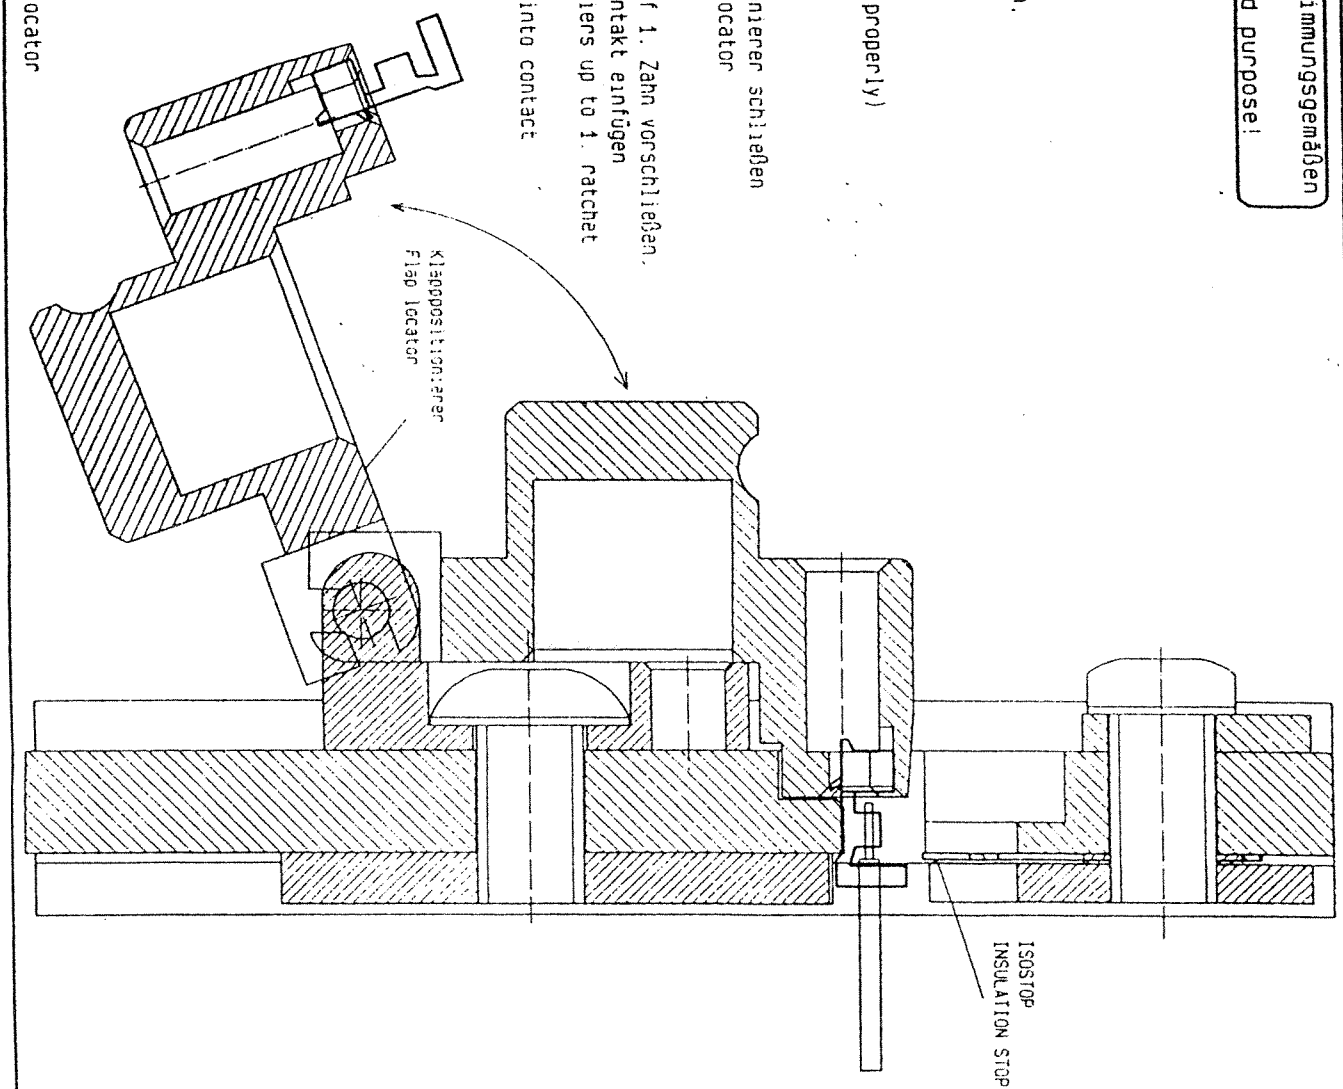 immungsgemäßen
d purpose!
properly)
nierer schließen
ocator
f 1. Zahn vorschließen,
ntakt einfügen
iers up to 1. ratchet
into contact
ocator
Klapppositionierer
Flap locator
ISOSTOP
INSULATION STOP